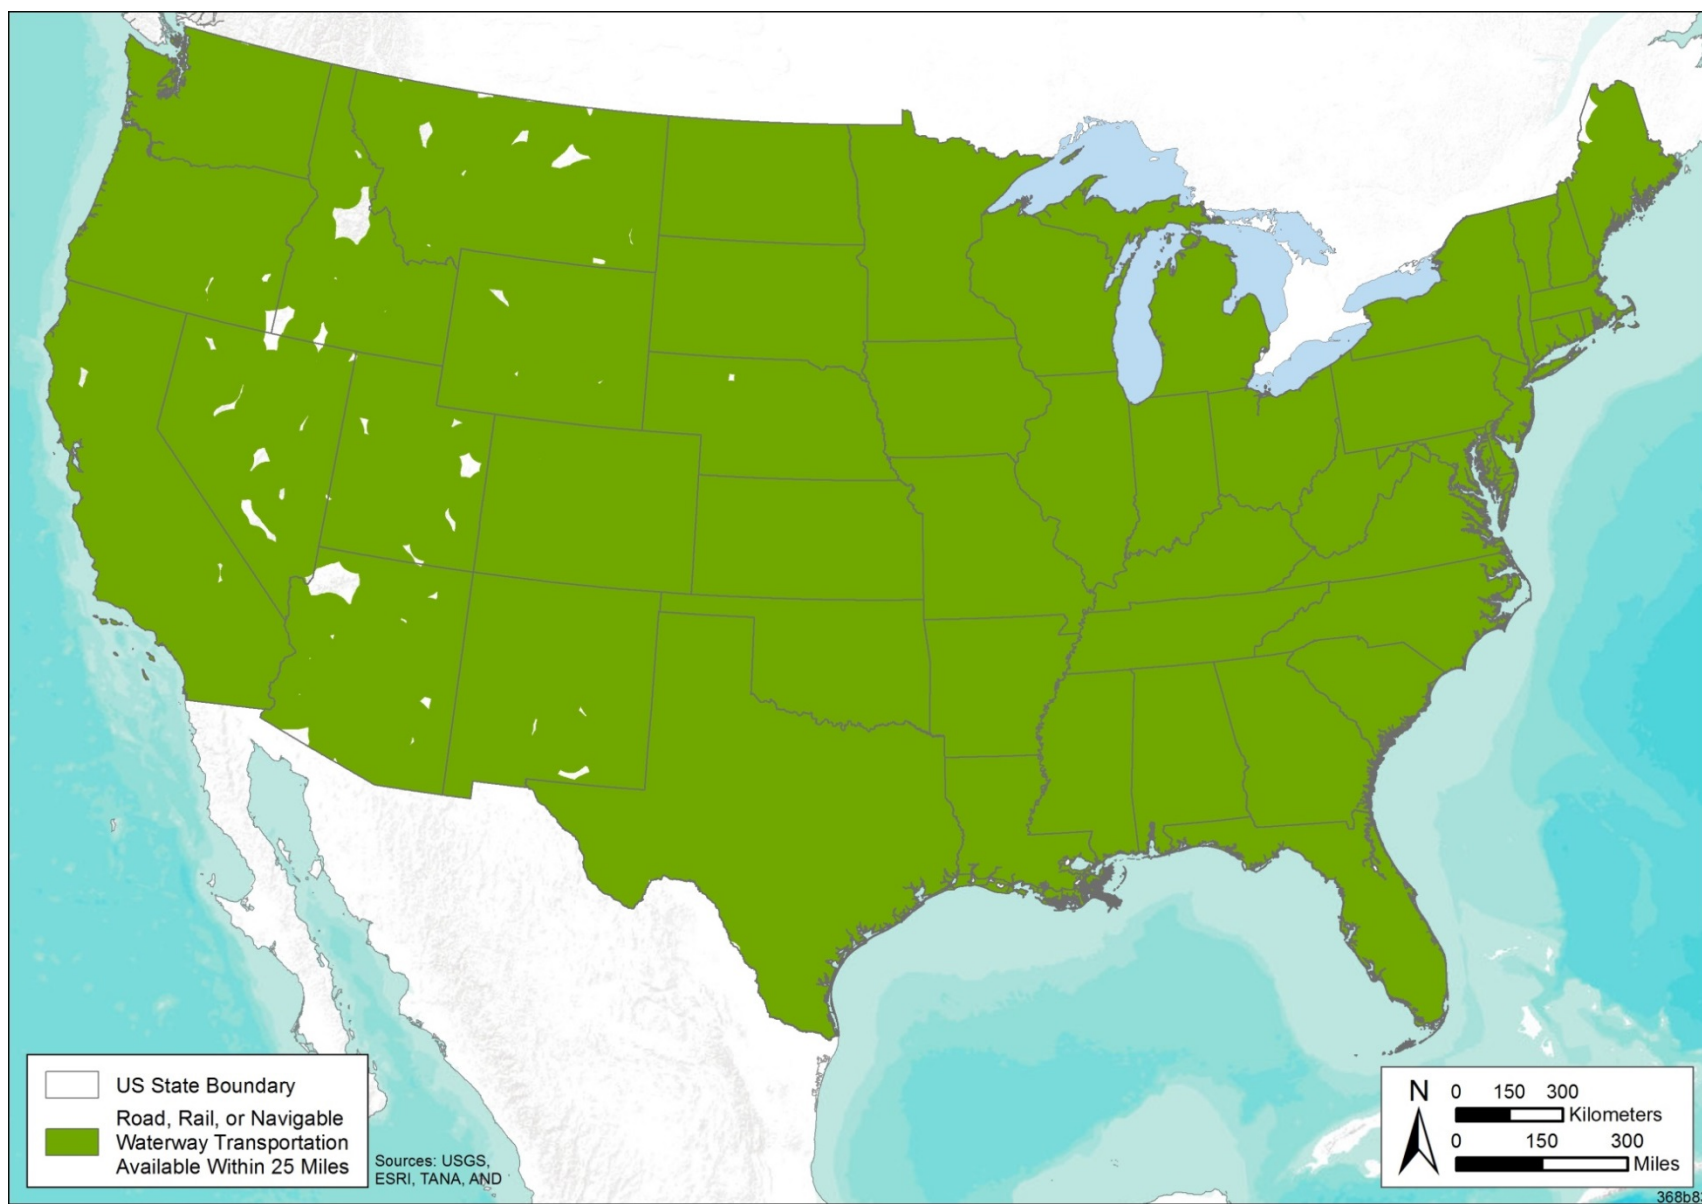 US State Boundary
Road, Rail, or Navigable
Waterway Transportation
Available Within 25 Miles
Sources: USGS,
ESRI, TANA, AND
N
0 150 300
Kilometers
0 150 300
Miles